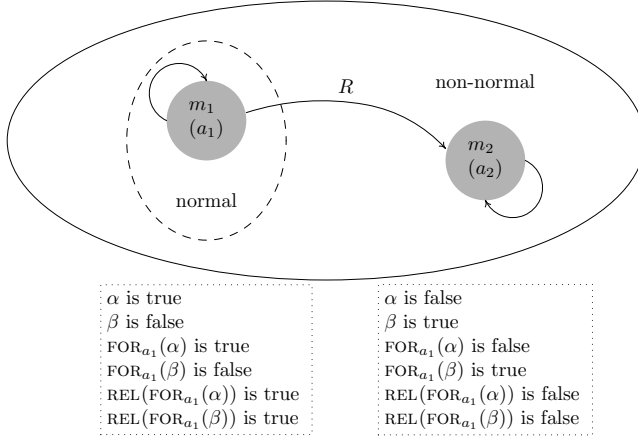 R
non-normal
m₁
(a₁)
m₂
(a₂)
normal
α is true
β is false
FORₐ₁(α) is true
FORₐ₁(β) is false
REL(FORₐ₁(α)) is true
REL(FORₐ₁(β)) is true
α is false
β is true
FORₐ₁(α) is false
FORₐ₁(β) is true
REL(FORₐ₁(α)) is false
REL(FORₐ₁(β)) is false